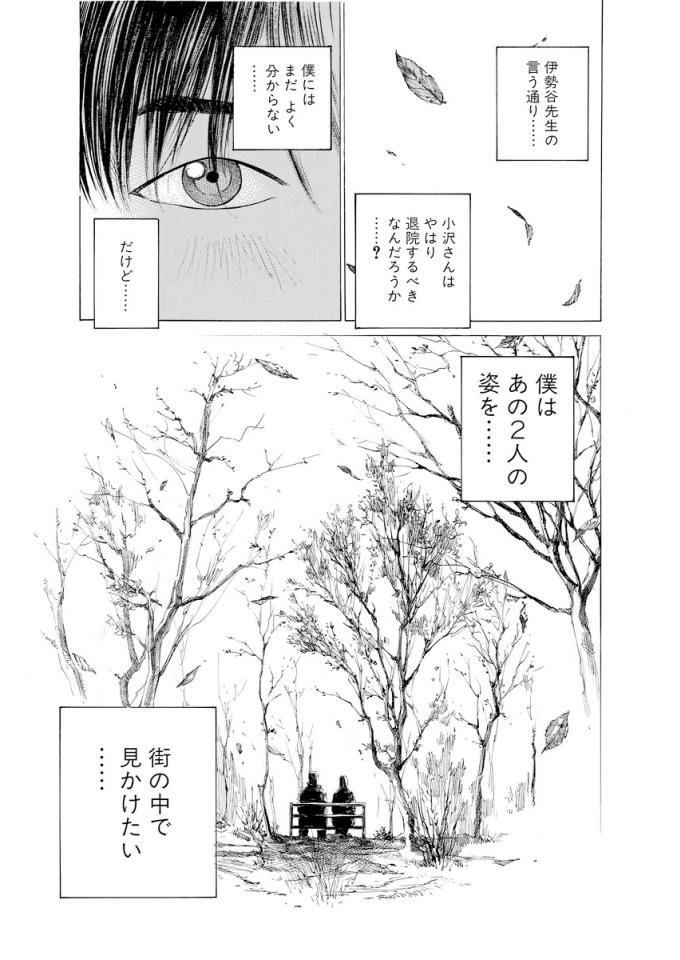 伊勢谷先生の
言う通り……
小沢さんは
やはり
退院するべき
なんだろうか
……?
僕には
まだ よく
分からない
……
だけど……
僕は
あの2人の
姿を……
街の中で
見かけたい
……